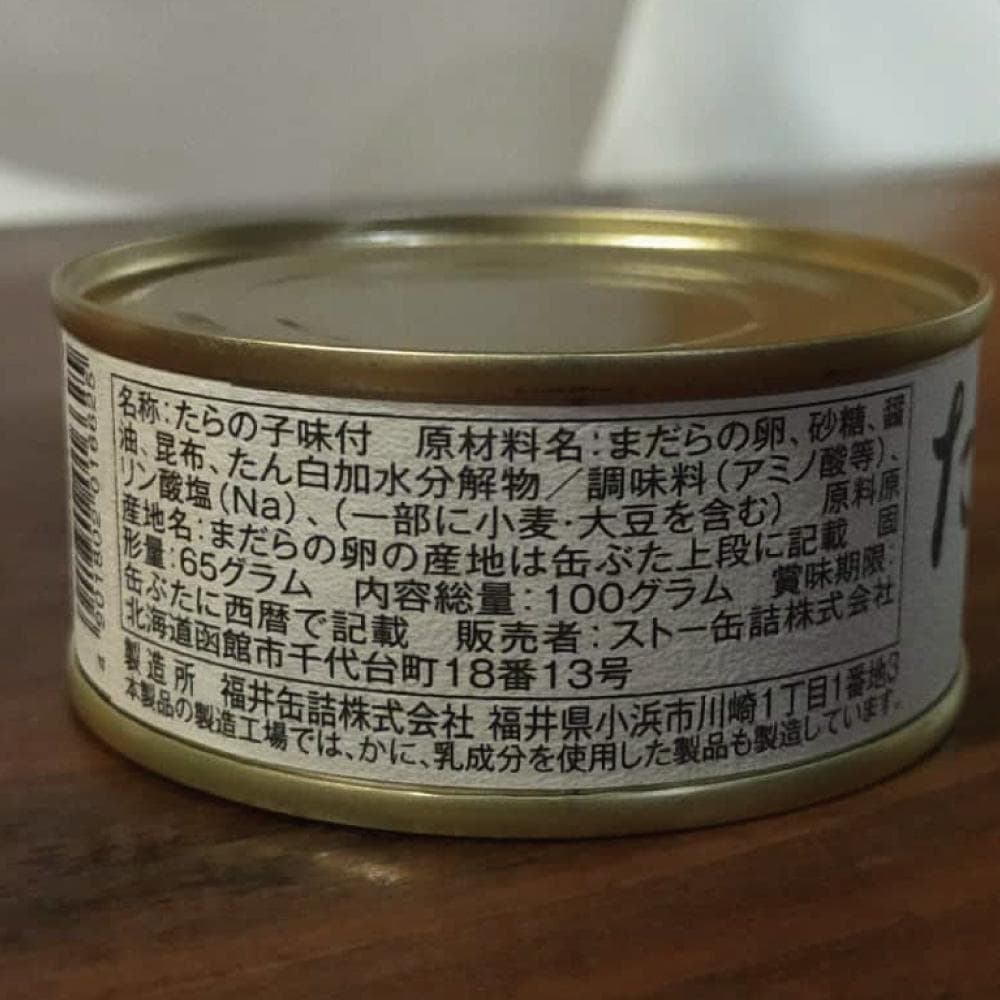 名称:たらの子味付　原材料名:まだらの卵、砂糖、醤
油、昆布、たん白加水分解物／調味料(アミノ酸等)、
リン酸塩(Na)、(一部に小麦・大豆を含む)　原料原
産地名:まだらの卵の産地は缶ぶた上段に記載　固
形量:65グラム　内容総量:100グラム　賞味期限:
缶ぶたに西暦で記載　販売者:ストー缶詰株式会社
北海道函館市千代台町18番13号
製造所　福井缶詰株式会社 福井県小浜市川崎1丁目1番地3
本製品の製造工場では、かに、乳成分を使用した製品も製造しています。